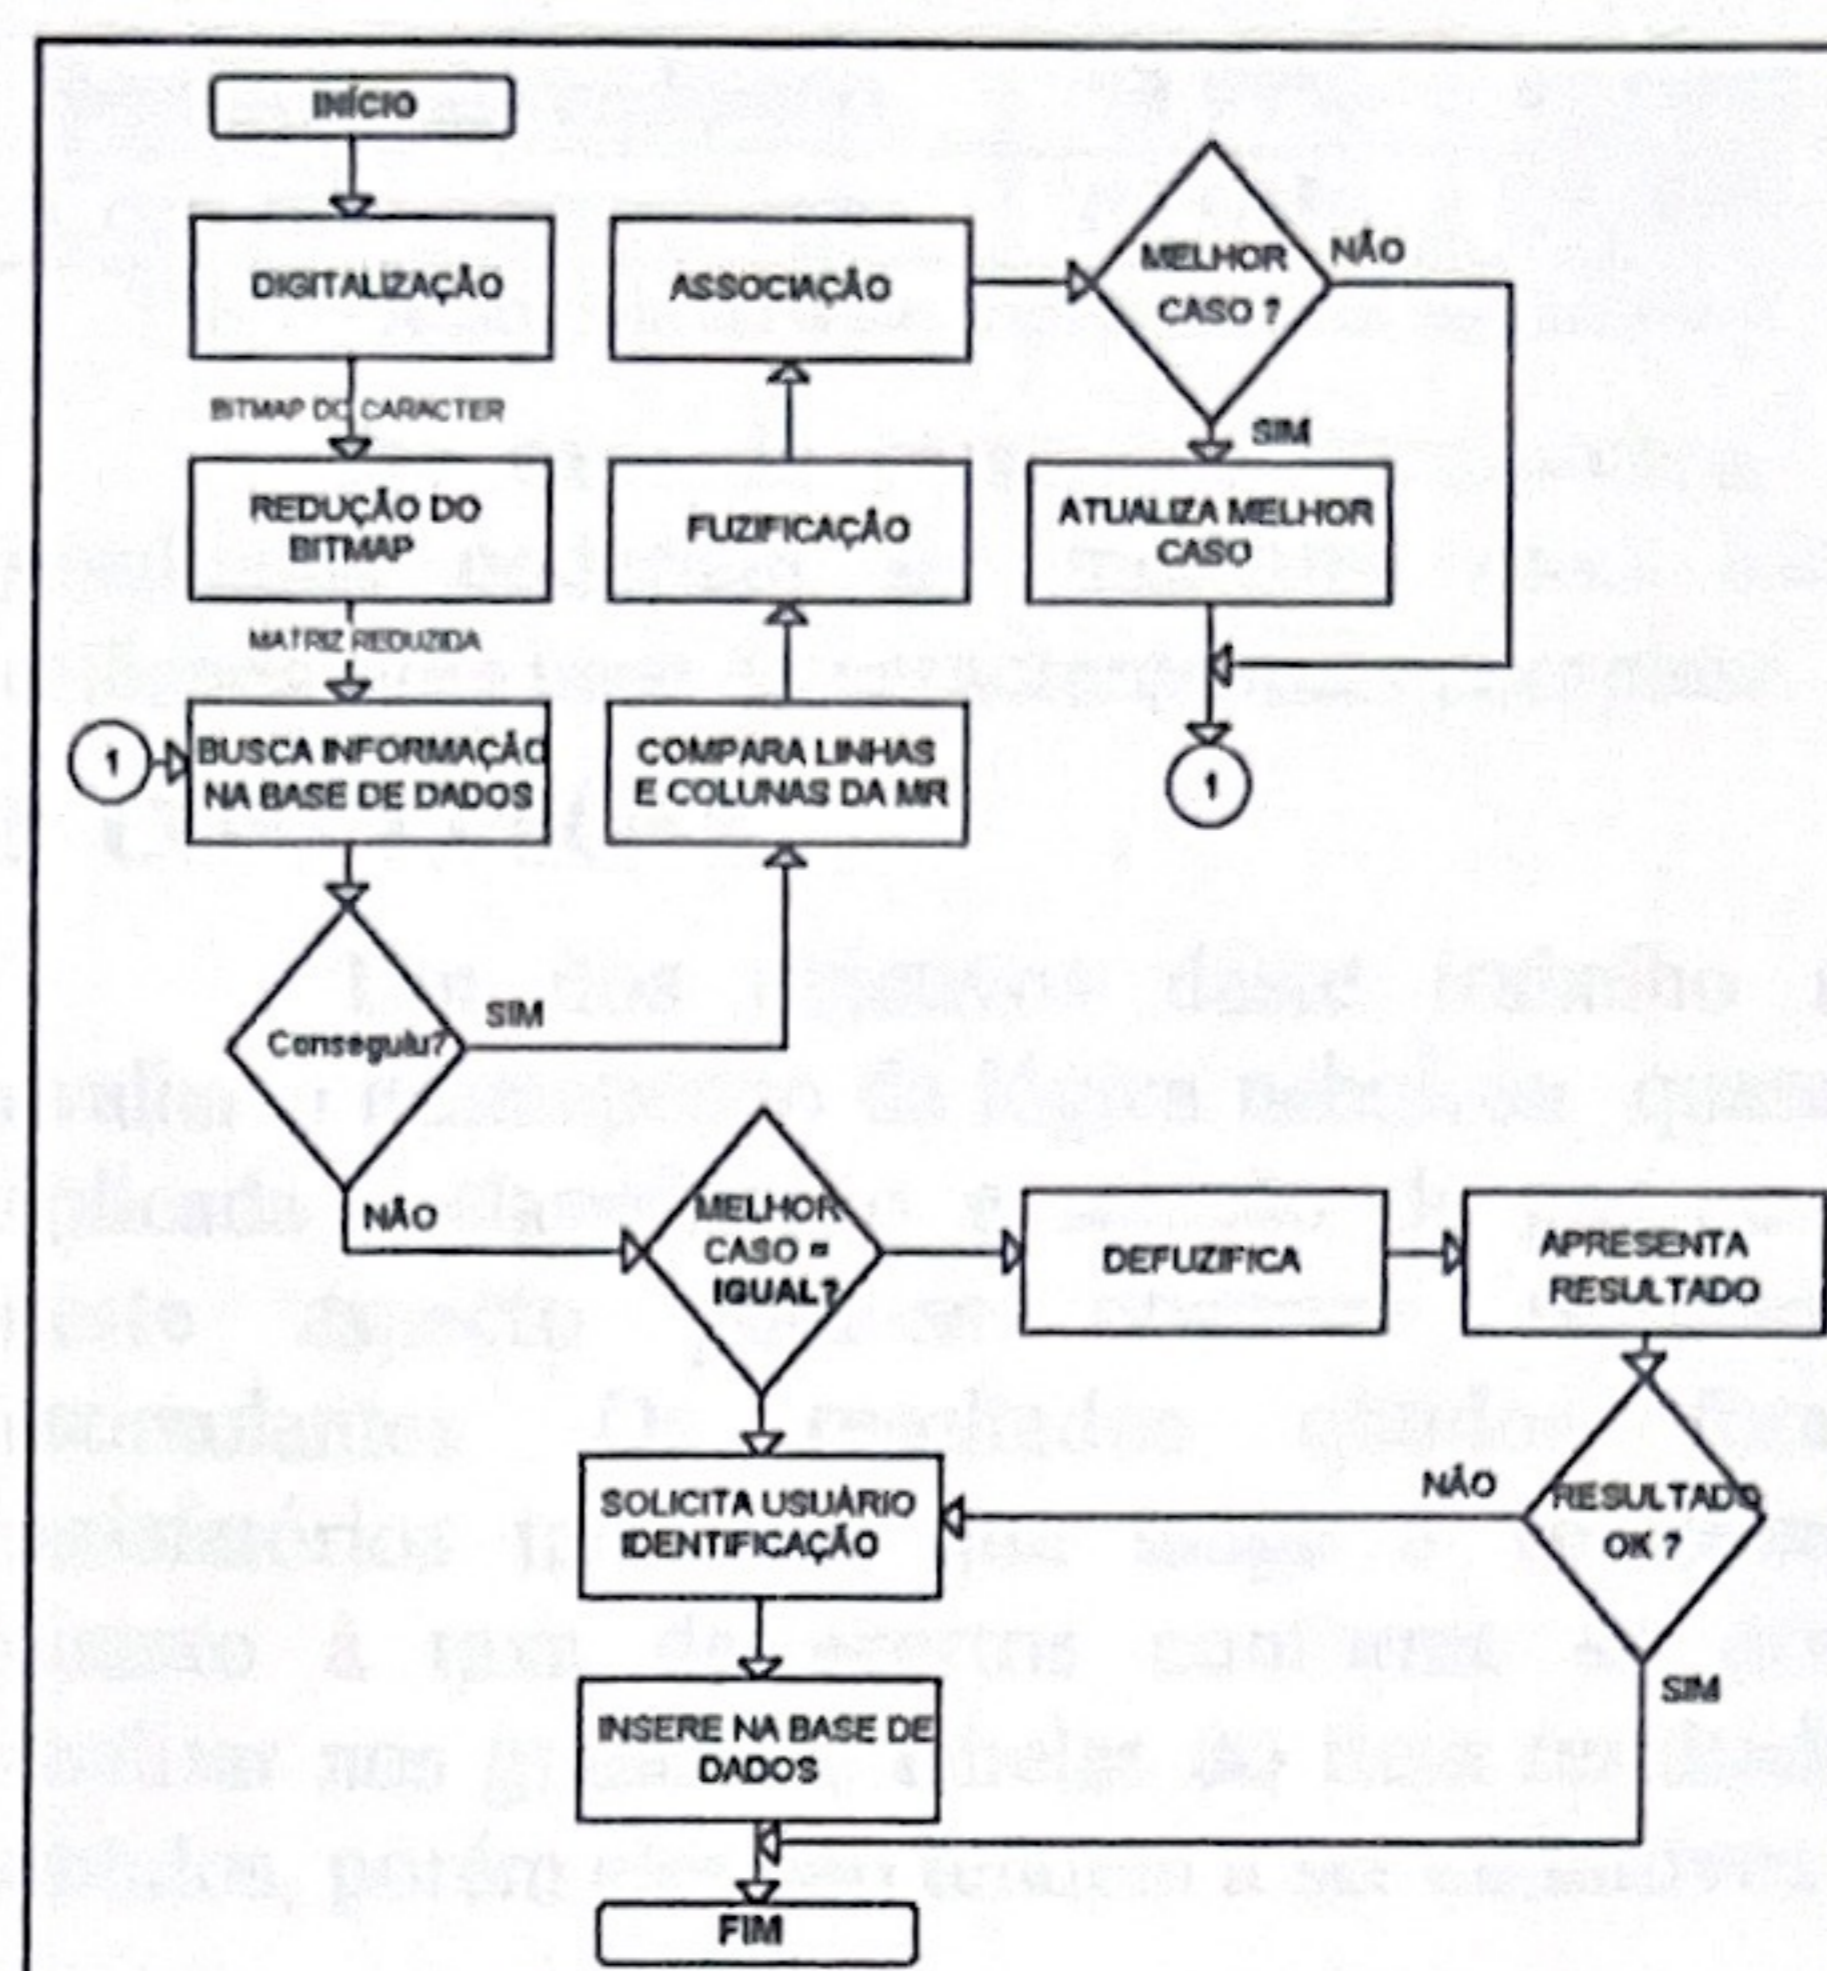 INÍCIO
DIGITALIZAÇÃO
BITMAP DO CARACTER
REDUÇÃO DO
BITMAP
MATRIZ REDUZIDA
1
BUSCA INFORMAÇÃO
NA BASE DE DADOS
Conseguiu?
SIM
NÃO
COMPARA LINHAS
E COLUNAS DA MR
FUZIFICAÇÃO
ASSOCIAÇÃO
MELHOR
CASO ?
NÃO
SIM
ATUALIZA MELHOR
CASO
1
MELHOR
CASO =
IGUAL?
DEFUZIFICA
APRESENTA
RESULTADO
RESULTADO
OK ?
NÃO
SIM
SOLICITA USUÁRIO
IDENTIFICAÇÃO
INSERE NA BASE DE
DADOS
FIM